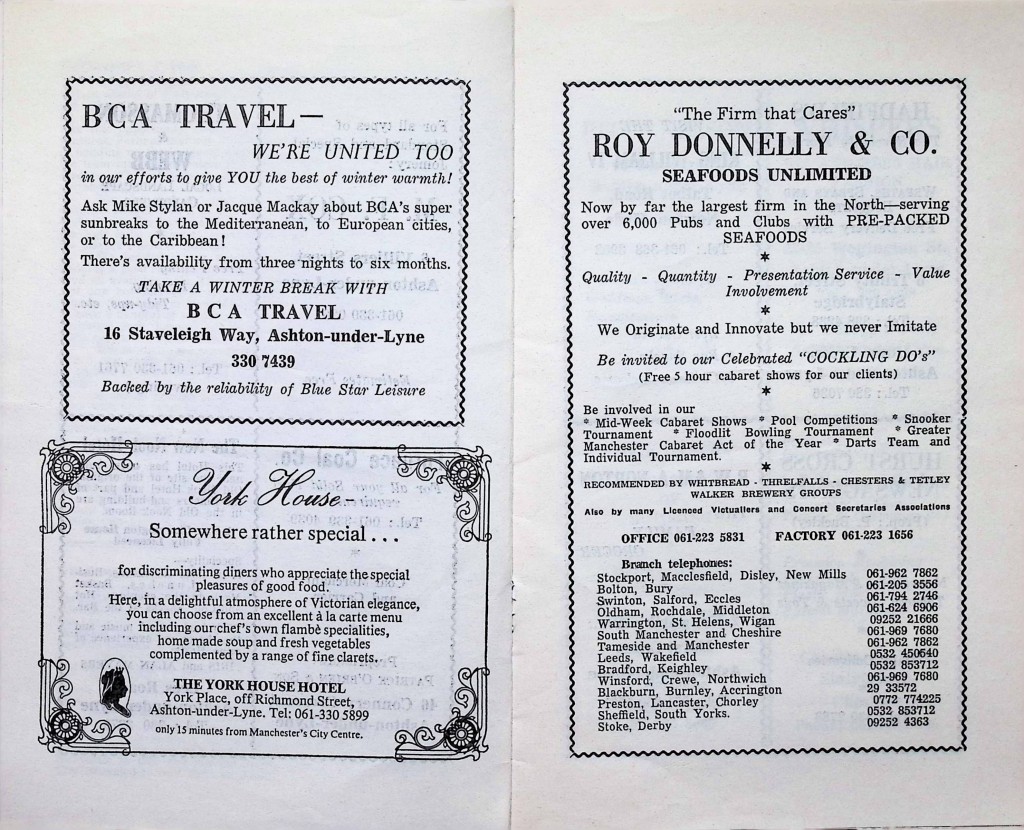 BCA TRAVEL—
WE'RE UNITED TOO
in our efforts to give YOU the best of winter warmth!
Ask Mike Stylan or Jacque Mackay about BCA's super
sunbreaks to the Mediterranean, to European cities,
or to the Caribbean!
There's availability from three nights to six months.
TAKE A WINTER BREAK WITH
BCA TRAVEL
16 Staveleigh Way, Ashton-under-Lyne
330 7439
Backed by the reliability of Blue Star Leisure
York House -
Somewhere rather special . . .
for discriminating diners who appreciate the special
pleasures of good food.
Here, in a delightful atmosphere of Victorian elegance,
you can choose from an excellent à la carte menu
including our chef's own flambè specialities,
home made soup and fresh vegetables
complemented by a range of fine clarets.
THE YORK HOUSE HOTEL
York Place, off Richmond Street,
Ashton-under-Lyne. Tel: 061-330 5899
only 15 minutes from Manchester's City Centre.
"The Firm that Cares"
ROY DONNELLY & CO.
SEAFOODS UNLIMITED
Now by far the largest firm in the North—serving
over 6,000 Pubs and Clubs with PRE-PACKED
SEAFOODS
*
Quality - Quantity - Presentation Service - Value
Involvement
*
We Originate and Innovate but we never Imitate
Be invited to our Celebrated "COCKLING DO's"
(Free 5 hour cabaret shows for our clients)
*
Be involved in our
* Mid-Week Cabaret Shows * Pool Competitions * Snooker
Tournament * Floodlit Bowling Tournament * Greater
Manchester Cabaret Act of the Year * Darts Team and
Individual Tournament.
*
RECOMMENDED BY WHITBREAD - THRELFALLS - CHESTERS & TETLEY
WALKER BREWERY GROUPS
Also by many Licenced Victuallers and Concert Secretaries Associations
OFFICE 061-223 5831 FACTORY 061-223 1656
Branch telephones:
Stockport, Macclesfield, Disley, New Mills 061-962 7862
Bolton, Bury 061-205 3556
Swinton, Salford, Eccles 061-794 2746
Oldham, Rochdale, Middleton 061-624 6906
Warrington, St. Helens, Wigan 09252 21666
South Manchester and Cheshire 061-969 7680
Tameside and Manchester 061-962 7862
Leeds, Wakefield 0532 450640
Bradford, Keighley 0532 853712
Winsford, Crewe, Northwich 061-969 7680
Blackburn, Burnley, Accrington 29 33572
Preston, Lancaster, Chorley 0772 774225
Sheffield, South Yorks. 0532 853712
Stoke, Derby 09252 4363